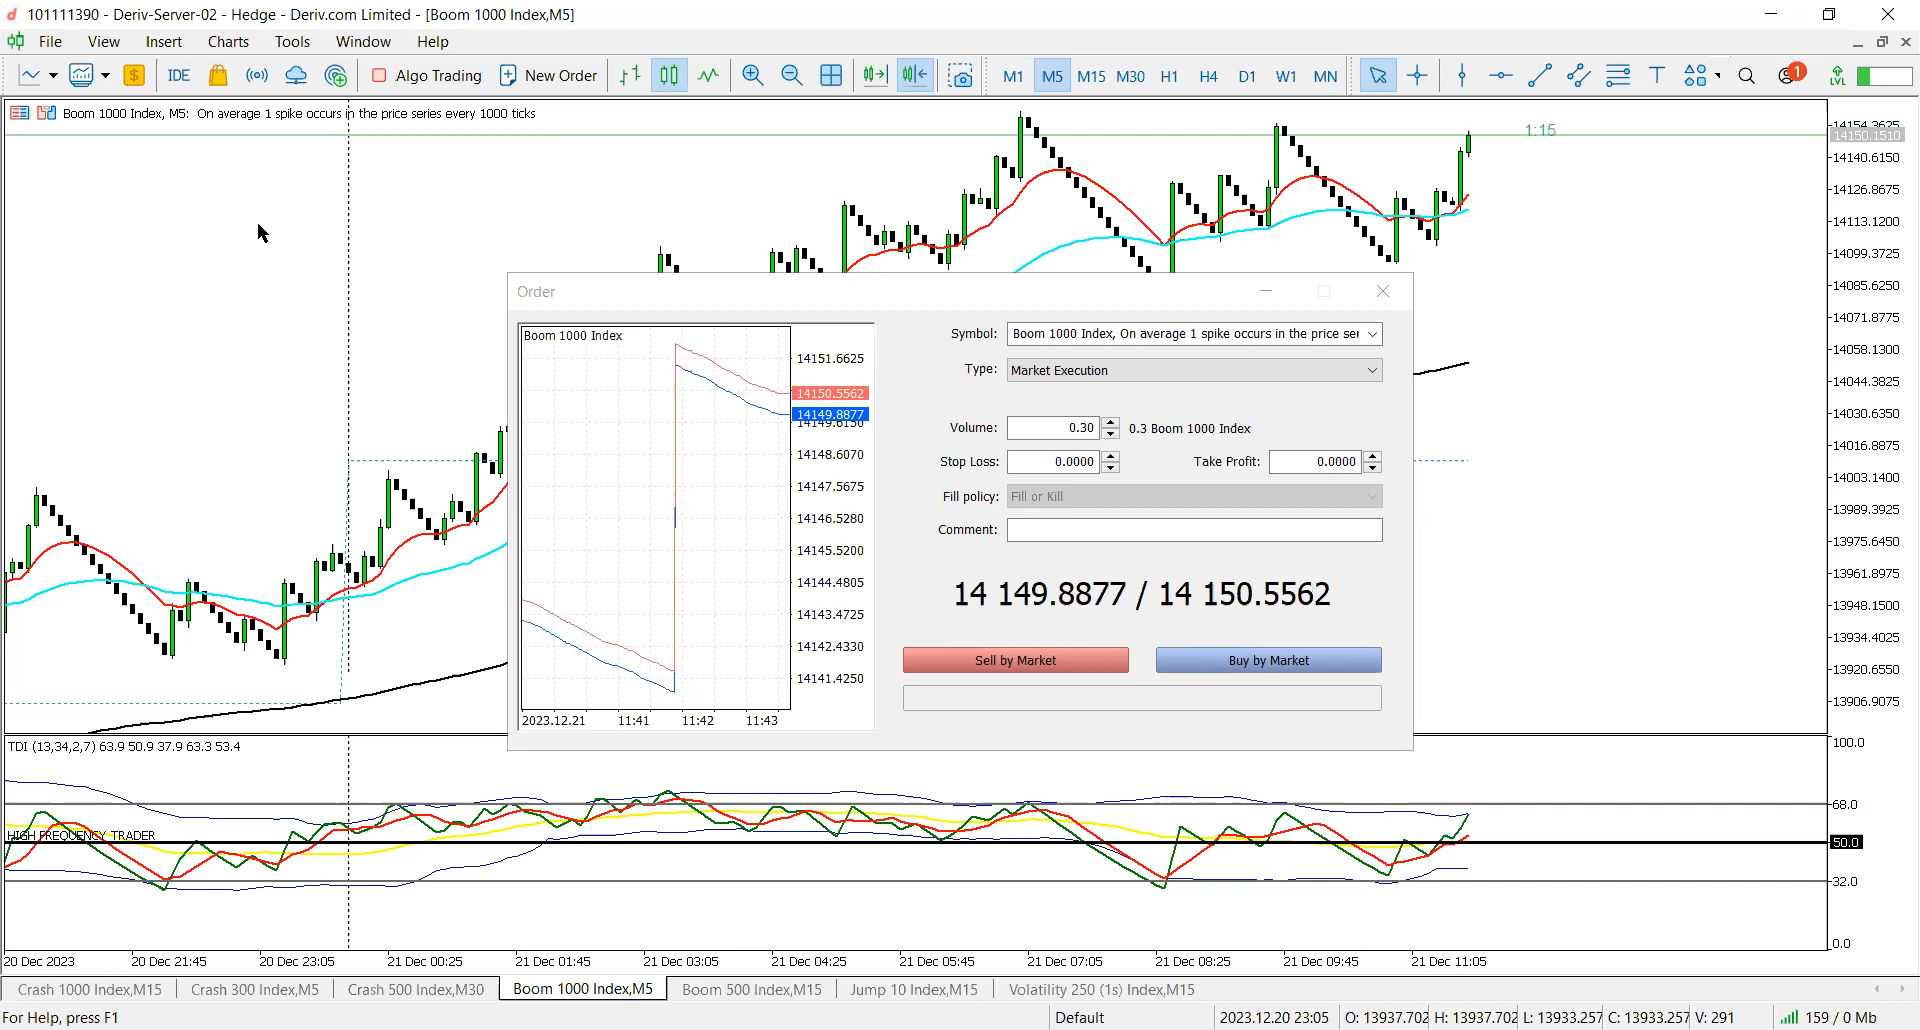 101111390 - Deriv-Server-02 - Hedge - Deriv.com Limited - [Boom 1000 Index,M5]
File View Insert Charts Tools Window Help
IDE Algo Trading New Order M1 M5 M15 M30 H1 H4 D1 W1 MN 1 LVL
Boom 1000 Index, M5: On average 1 spike occurs in the price series every 1000 ticks
1:15
14154.3625
14150.1510
14140.6150
14126.8675
14113.1200
14099.3725
14085.6250
14071.8775
14058.1300
14044.3825
14030.6350
14016.8875
14003.1400
13989.3925
13975.6450
13961.8975
13948.1500
13934.4025
13920.6550
13906.9075
Order
Boom 1000 Index
14151.6625
14150.5562
14149.8877
14149.6150
14148.6070
14147.5675
14146.5280
14145.5200
14144.4805
14143.4725
14142.4330
14141.4250
2023.12.21 11:41 11:42 11:43
Symbol: Boom 1000 Index, On average 1 spike occurs in the price ser
Type: Market Execution
Volume: 0.30 0.3 Boom 1000 Index
Stop Loss: 0.0000 Take Profit: 0.0000
Fill policy: Fill or Kill
Comment:
14 149.8877 / 14 150.5562
Sell by Market Buy by Market
TDI (13,34,2,7) 63.9 50.9 37.9 63.3 53.4
HIGH FREQUENCY TRADER
100.0
68.0
50.0
32.0
0.0
20 Dec 2023 20 Dec 21:45 20 Dec 23:05 21 Dec 00:25 21 Dec 01:45 21 Dec 03:05 21 Dec 04:25 21 Dec 05:45 21 Dec 07:05 21 Dec 08:25 21 Dec 09:45 21 Dec 11:05
Crash 1000 Index,M15 Crash 300 Index,M5 Crash 500 Index,M30 Boom 1000 Index,M5 Boom 500 Index,M15 Jump 10 Index,M15 Volatility 250 (1s) Index,M15
For Help, press F1 Default 2023.12.20 23:05 O: 13937.702 H: 13937.702 L: 13933.257 C: 13933.257 V: 291 159 / 0 Mb